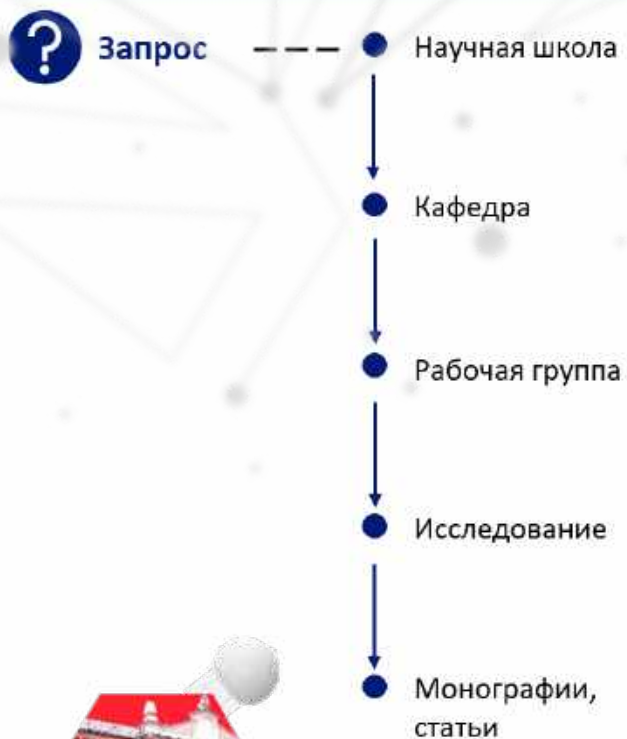 Запрос
Научная школа
Кафедра
Рабочая группа
Исследование
Монографии,
статьи